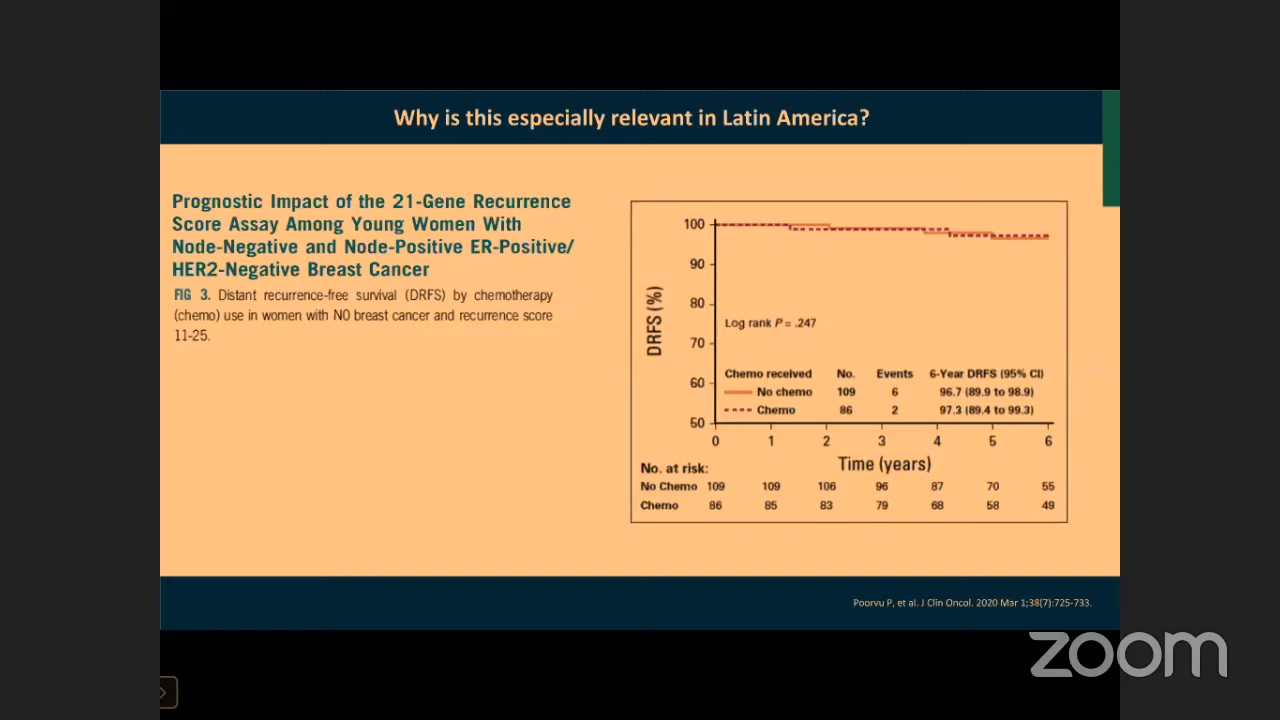 Why is this especially relevant in Latin America?
Prognostic Impact of the 21-Gene Recurrence
Score Assay Among Young Women With
Node-Negative and Node-Positive ER-Positive/
HER2-Negative Breast Cancer
FIG 3. Distant recurrence-free survival (DRFS) by chemotherapy
(chemo) use in women with N0 breast cancer and recurrence score
11-25.
100
90
80
70
60
50
DRFS (%)
Log rank P = .247
Chemo received No. Events 6-Year DRFS (95% CI)
No chemo 109 6 96.7 (89.9 to 98.9)
Chemo 86 2 97.3 (89.4 to 99.3)
0 1 2 3 4 5 6
Time (years)
No. at risk:
No Chemo 109 109 106 96 87 70 55
Chemo 86 85 83 79 68 58 49
Poorvu P, et al. J Clin Oncol. 2020 Mar 1;38(7):725-733.
zoom